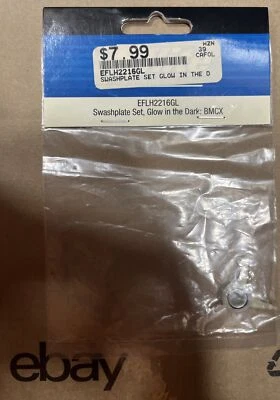 $7.99
HZN
39
CAFOL
EFLH2216GL
SWASHPLATE SET GLOW IN THE D
EFLH2216GL
Swashplate Set, Glow in the Dark: BMCX
ebay